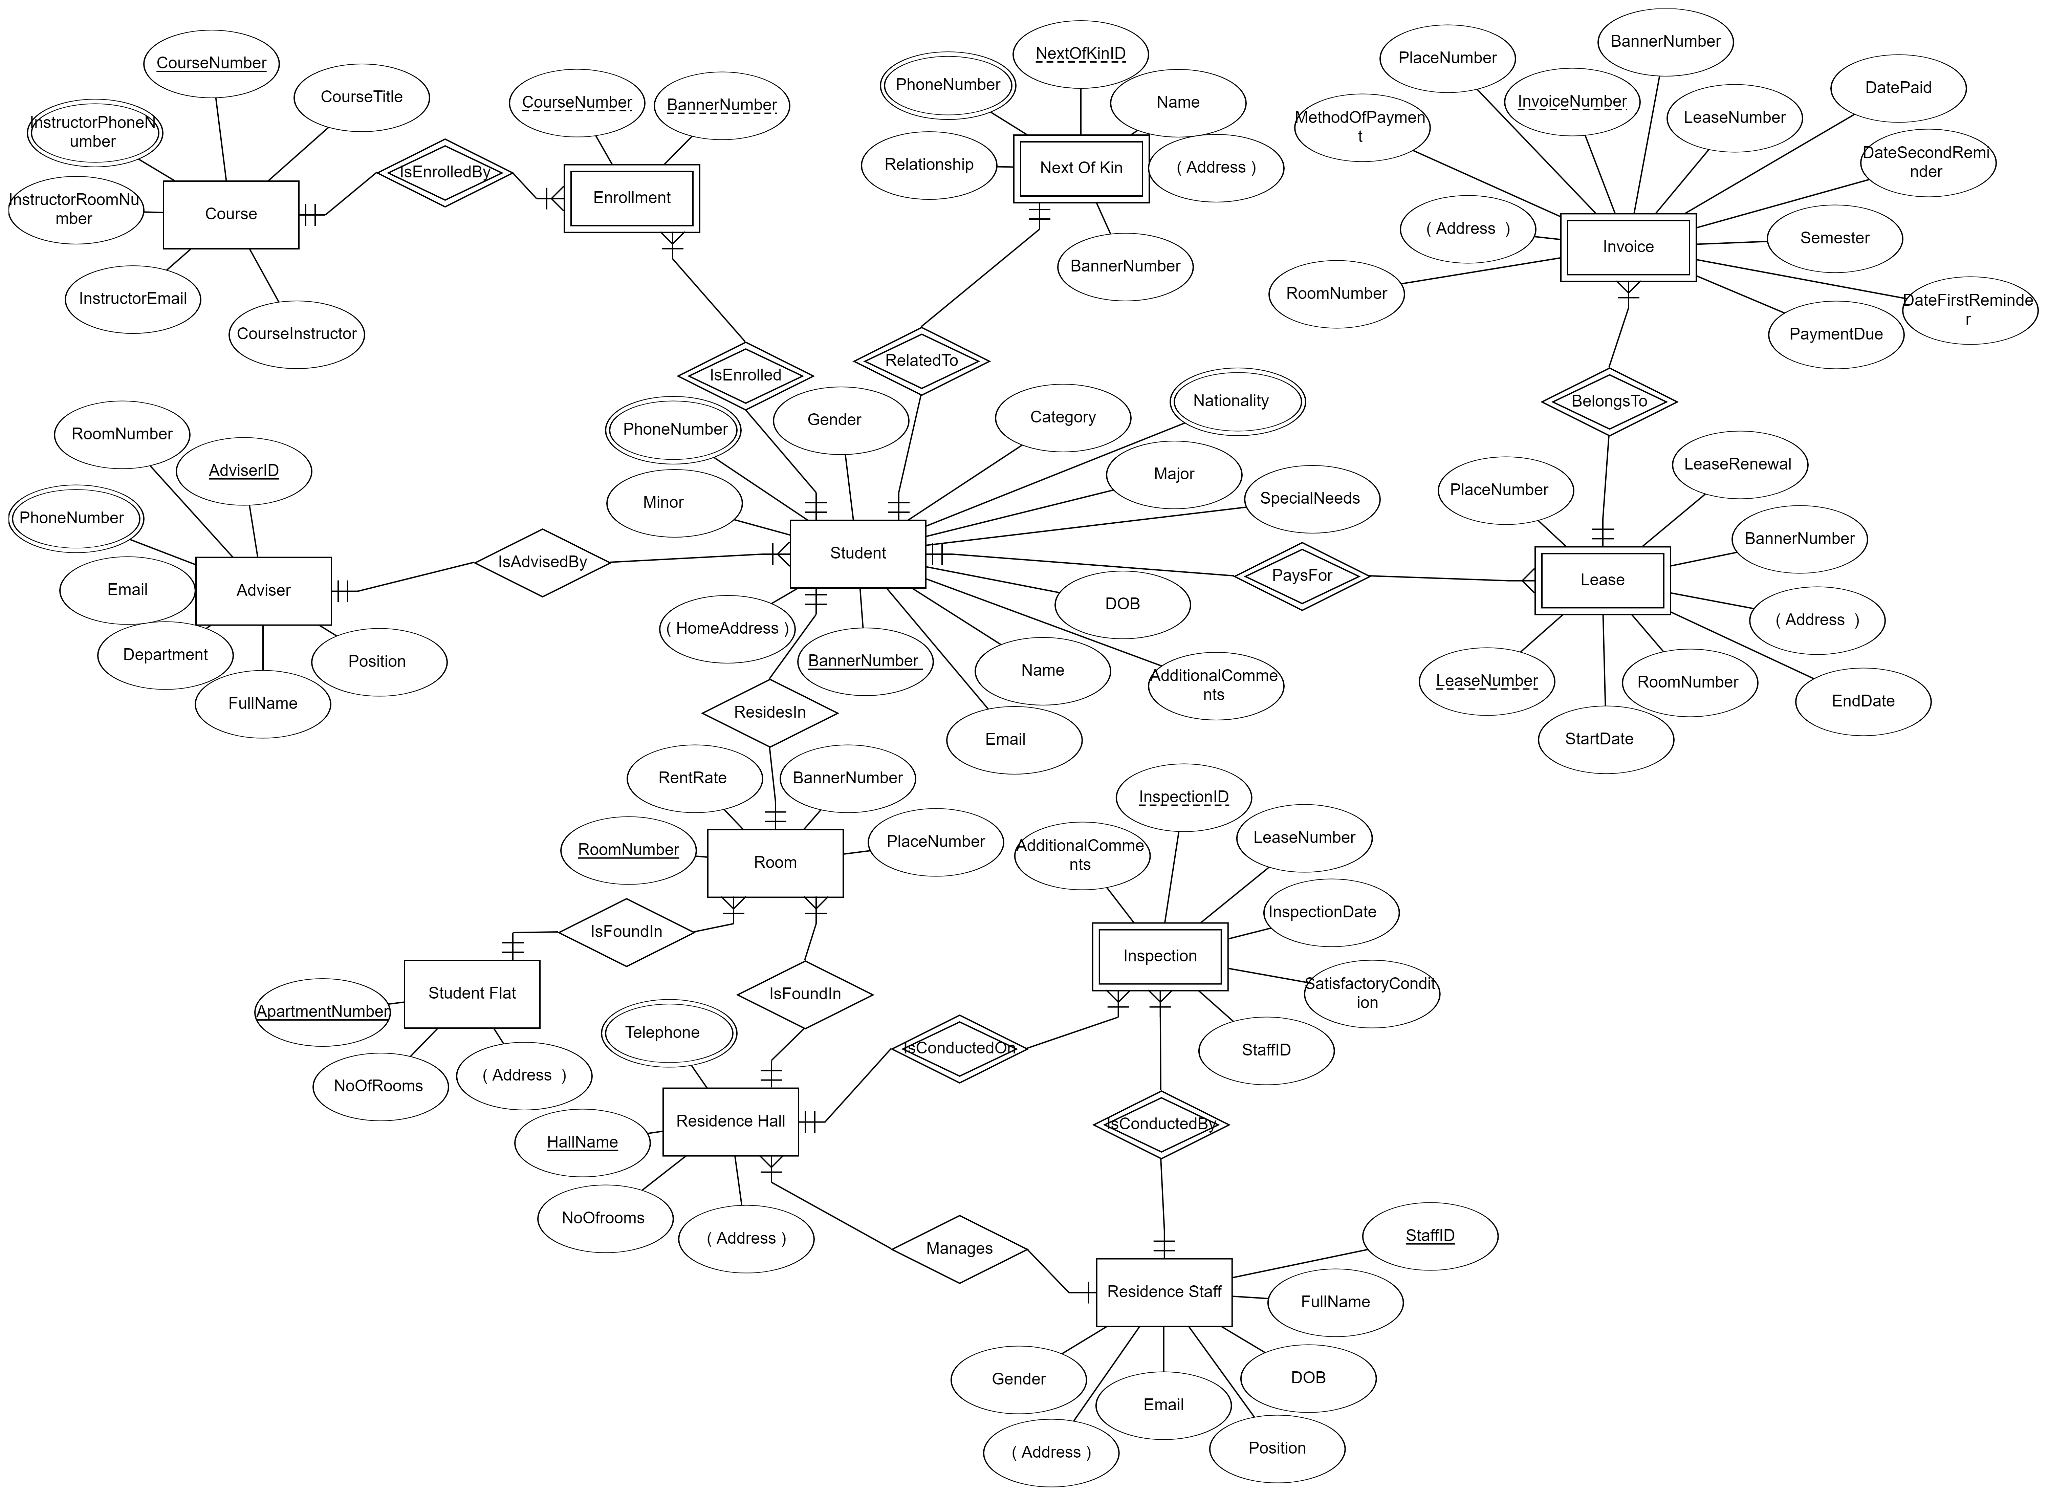 CourseNumber
CourseTitle
InstructorPhoneN
umber
InstructorRoomNu
mber
InstructorEmail
CourseInstructor
Course
IsEnrolledBy
CourseNumber
BannerNumber
Enrollment
IsEnrolled
PhoneNumber
NextOfKinID
Name
Relationship
( Address )
Next Of Kin
BannerNumber
RelatedTo
PlaceNumber
BannerNumber
InvoiceNumber
DatePaid
MethodOfPaymen
t
LeaseNumber
DateSecondRemi
nder
( Address  )
Invoice
Semester
RoomNumber
DateFirstReminde
r
PaymentDue
BelongsTo
RoomNumber
AdviserID
PhoneNumber
Email
Adviser
Department
Position
FullName
IsAdvisedBy
PhoneNumber
Gender
Category
Nationality
Minor
Major
SpecialNeeds
Student
DOB
( HomeAddress )
BannerNumber
Name
AdditionalComme
nts
Email
PaysFor
PlaceNumber
LeaseRenewal
BannerNumber
Lease
( Address  )
LeaseNumber
RoomNumber
EndDate
StartDate
ResidesIn
RentRate
BannerNumber
RoomNumber
Room
PlaceNumber
IsFoundIn
IsFoundIn
Student Flat
ApartmentNumber
NoOfRooms
( Address  )
InspectionID
AdditionalComme
nts
LeaseNumber
InspectionDate
Inspection
SatisfactoryCondit
ion
StaffID
Telephone
IsConductedOn
Residence Hall
HallName
NoOfrooms
( Address )
IsConductedBy
Manages
StaffID
Residence Staff
FullName
Gender
DOB
Email
( Address )
Position